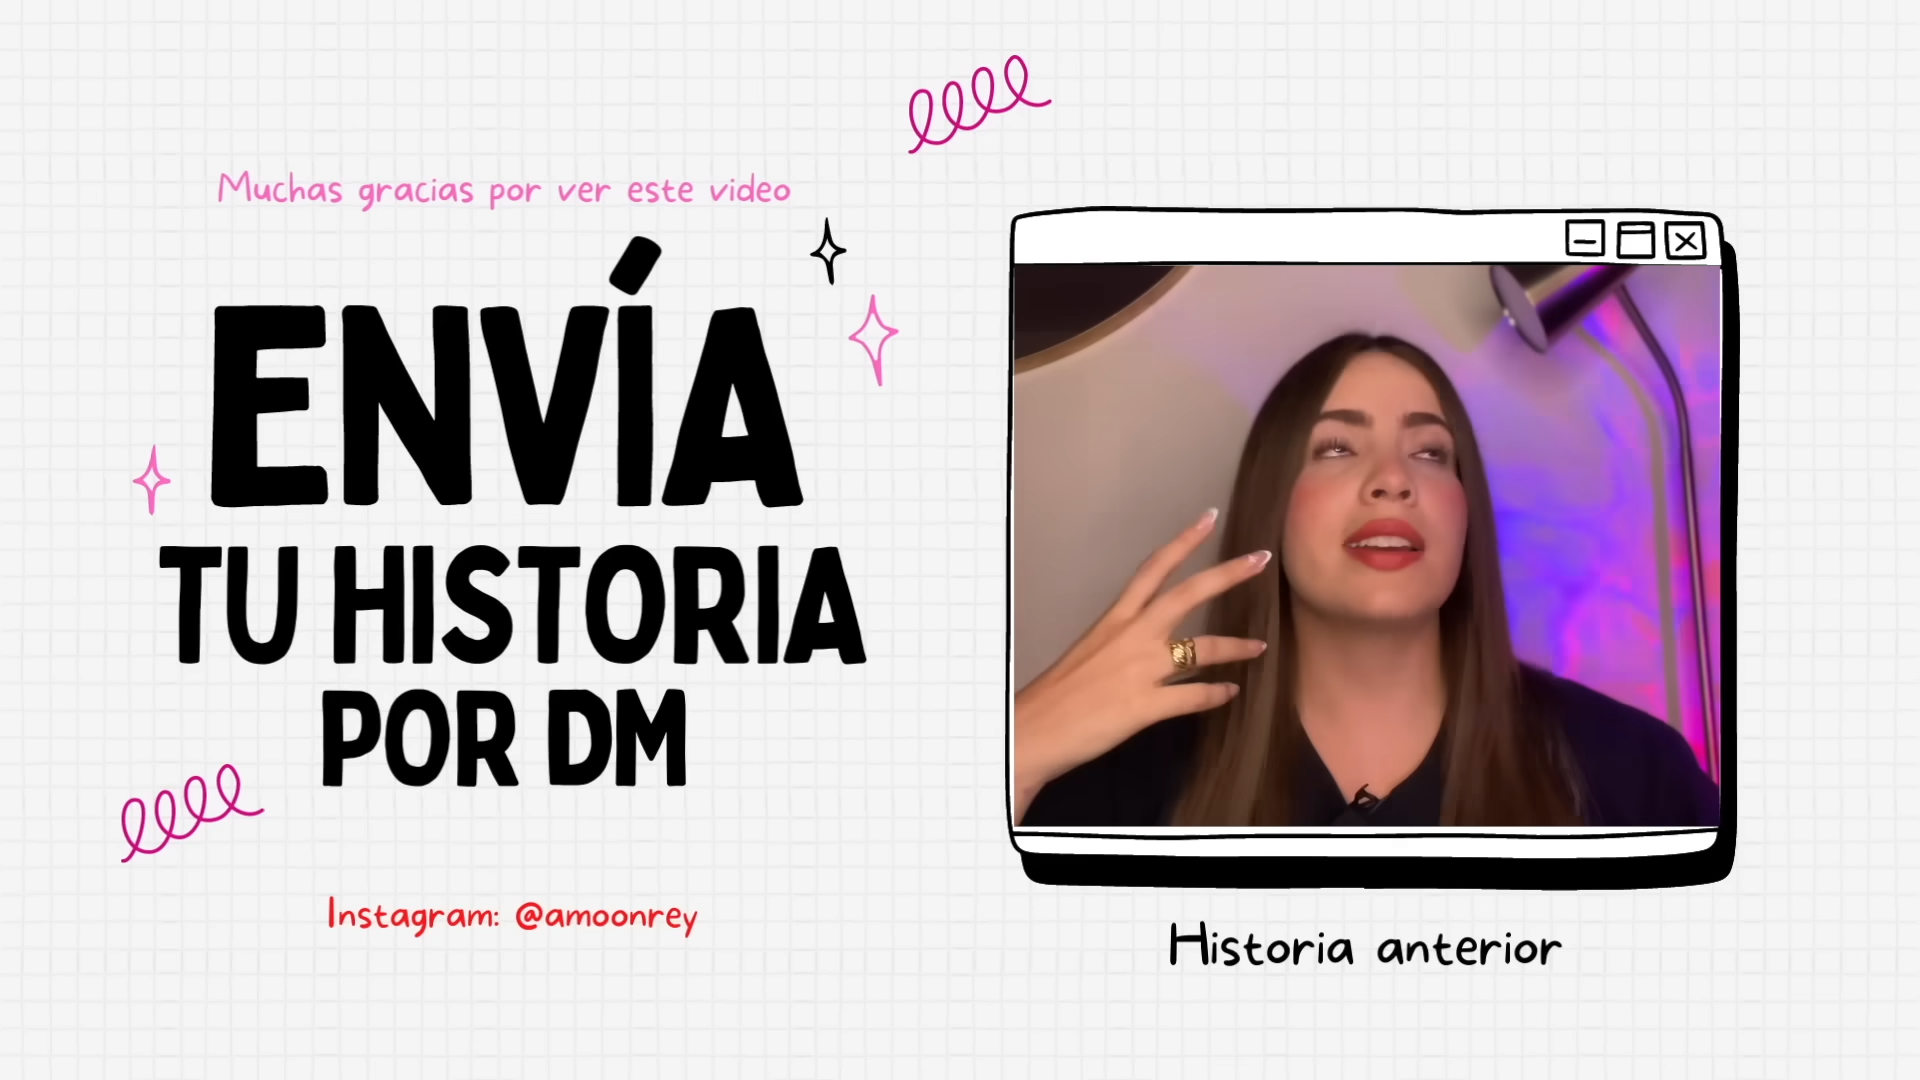 Muchas gracias por ver este video
ENVÍA
TU HISTORIA
POR DM
Instagram: @amoonrey
Historia anterior